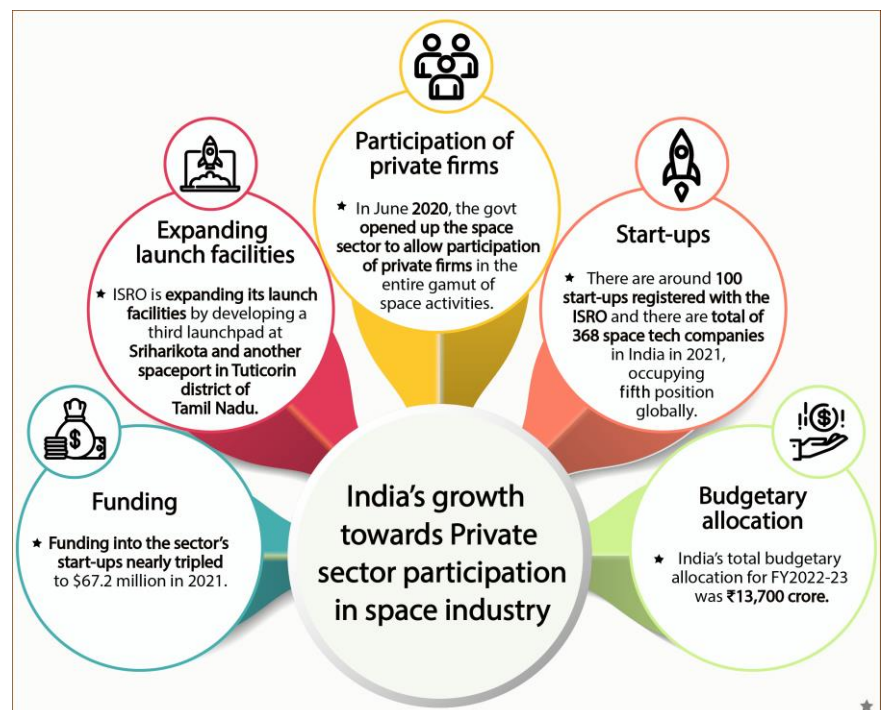 Participation of
private firms
★ In June 2020, the govt
opened up the space
sector to allow participation
of private firms in the
entire gamut of
space activities.
Expanding
launch facilities
★ ISRO is expanding its launch
facilities by developing a
third launchpad at
Sriharikota and another
spaceport in Tuticorin
district of
Tamil Nadu.
Start-ups
★ There are around 100
start-ups registered with the
ISRO and there are total of
368 space tech companies
in India in 2021,
occupying
fifth position
globally.
Funding
★ Funding into the sector's
start-ups nearly tripled
to $67.2 million in 2021.
India's growth
towards Private
sector participation
in space industry
Budgetary
allocation
★ India's total budgetary
allocation for FY2022-23
was ₹13,700 crore.